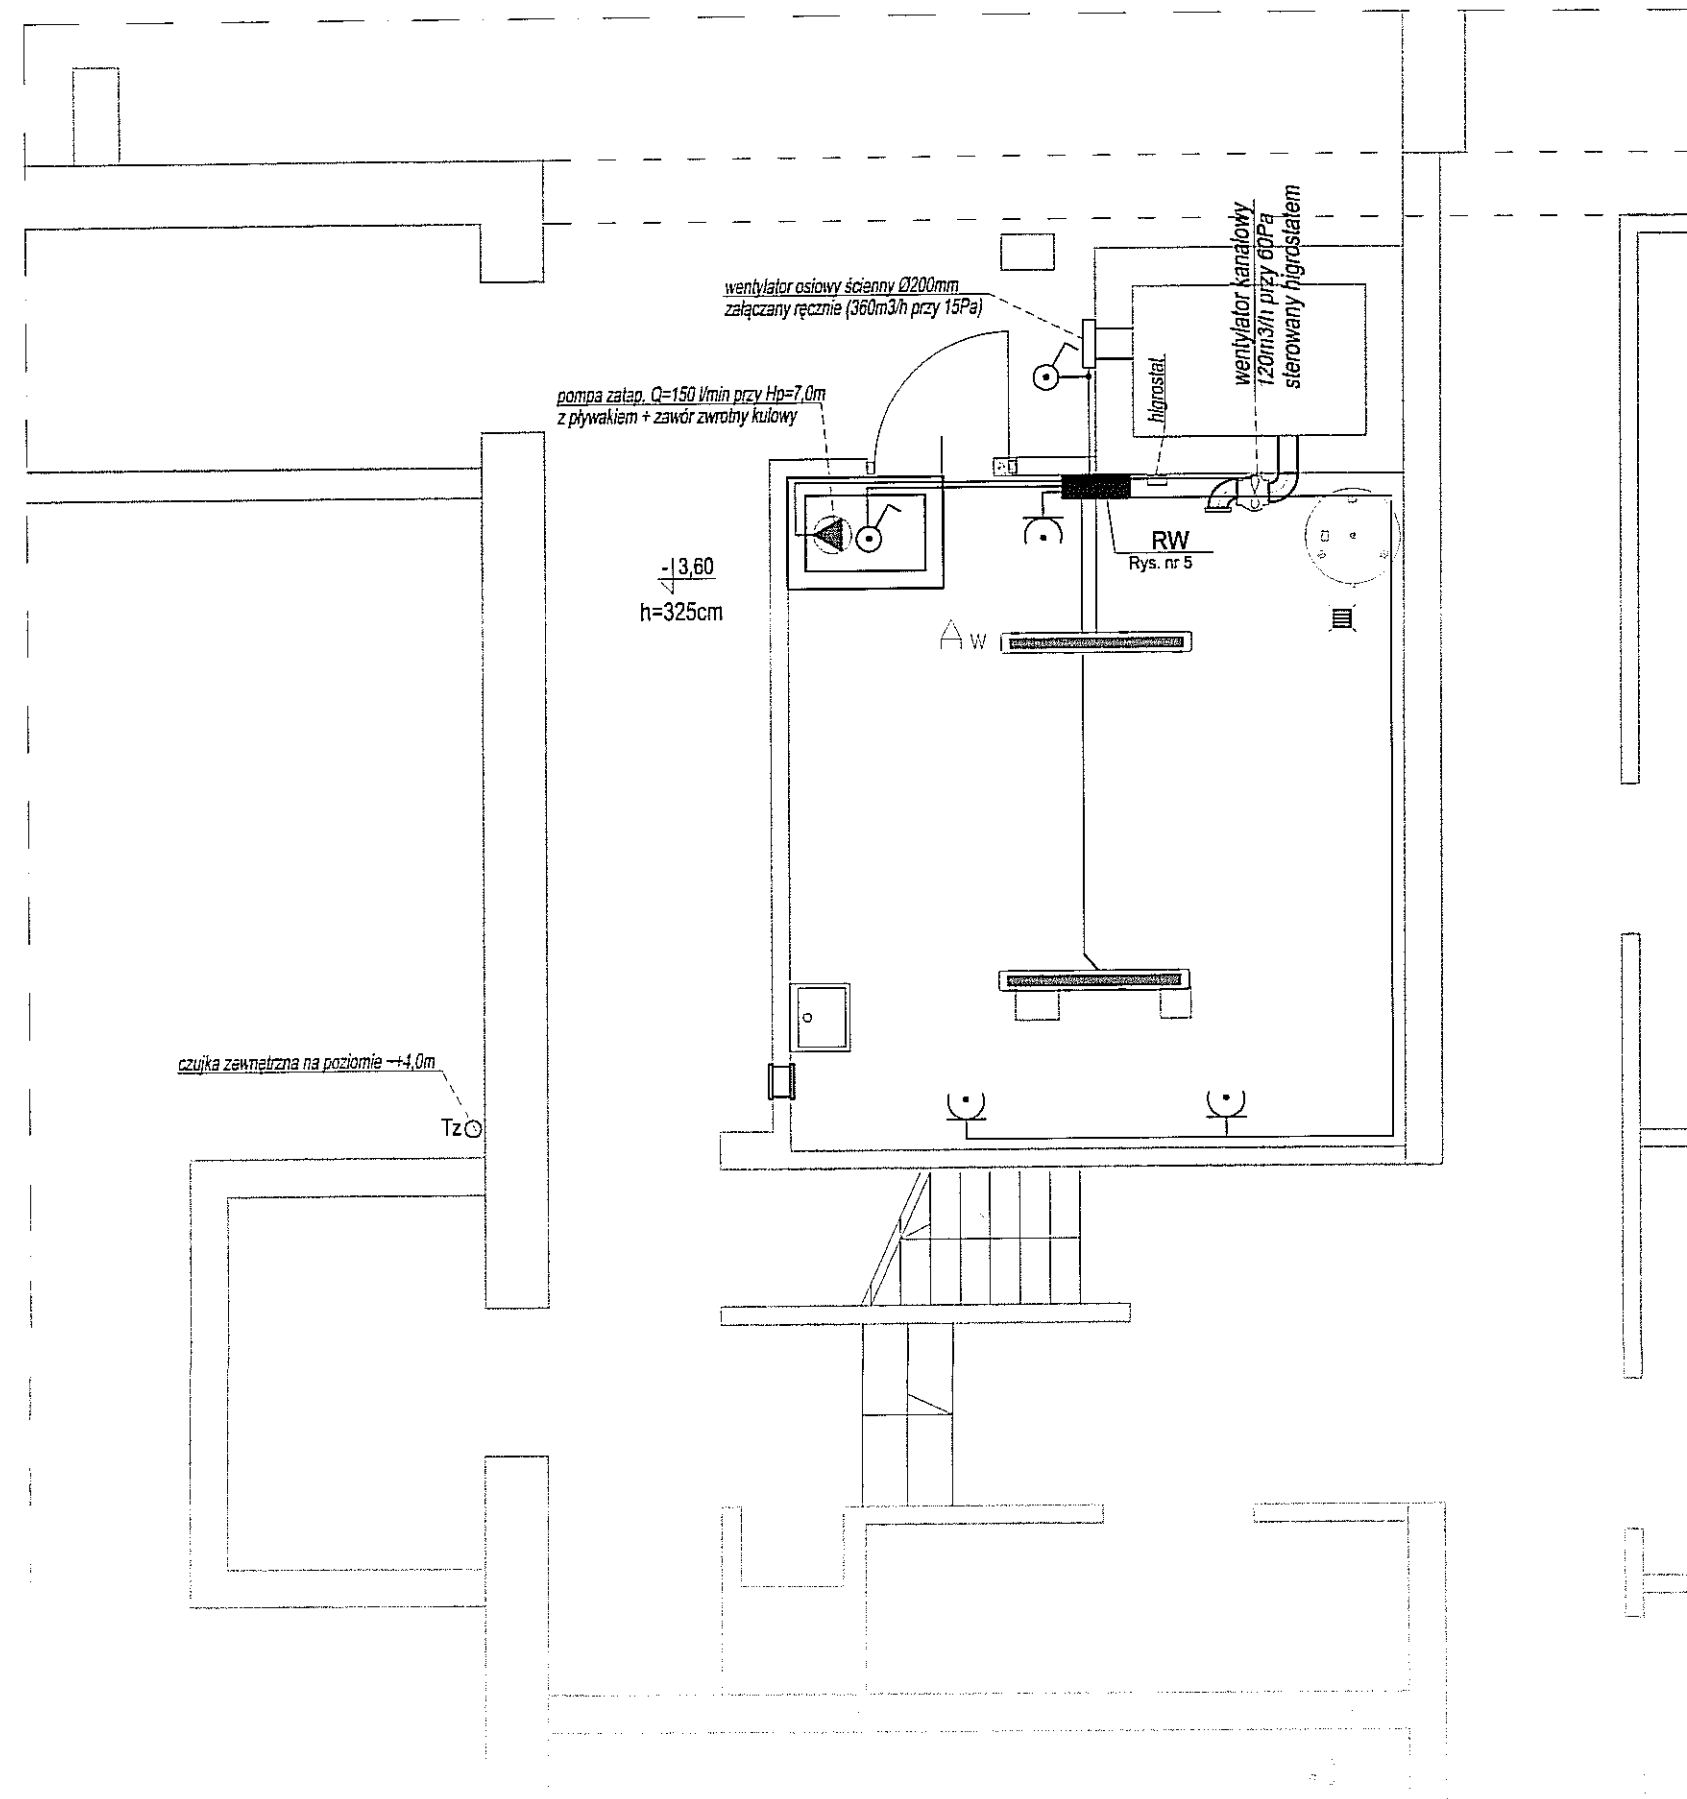 wentylator kanałowy
120m3/h przy 60Pa
sterowany higrostatem
wentylator osiowy ścienny Ø200mm
załączany ręcznie (360m3/h przy 15Pa)
higrostat
pompa zatap. Q=150 l/min przy Hp=7,0m
z pływakiem + zawór zwrotny kulowy
RW
Rys. nr 5
-3,60
h=325cm
A w
czujka zewnętrzna na poziomie ~+4,0m
Tz